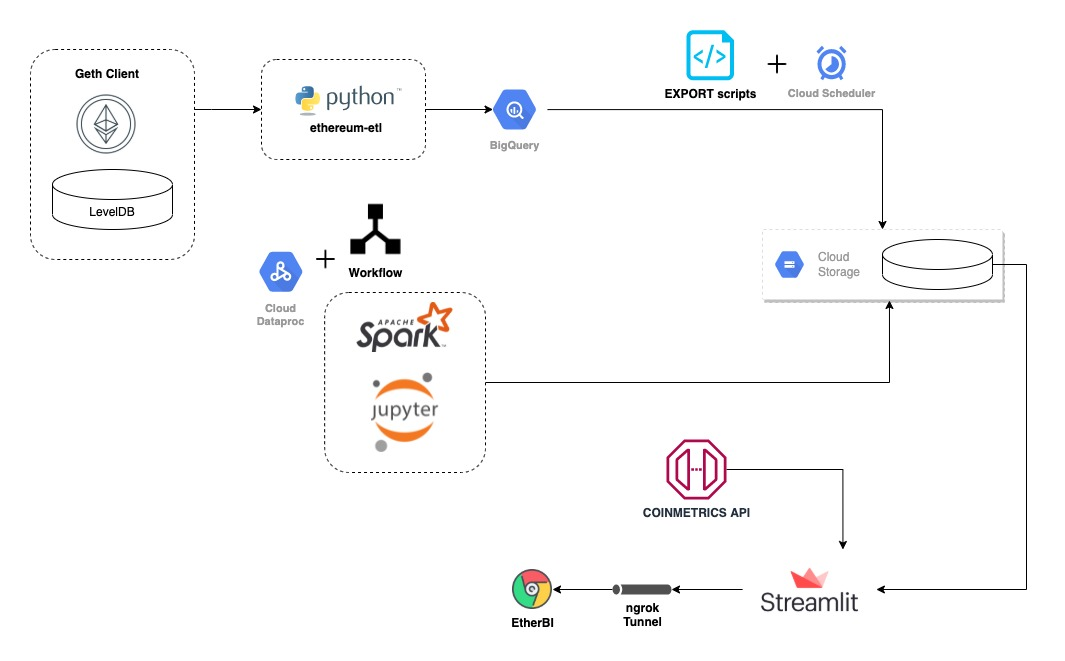 Geth Client
LevelDB
python™
ethereum-etl
BigQuery
</>
EXPORT scripts
Cloud Scheduler
Cloud
Storage
Workflow
Cloud
Dataproc
APACHE
Spark™
jupyter
COINMETRICS API
EtherBI
ngrok
Tunnel
Streamlit